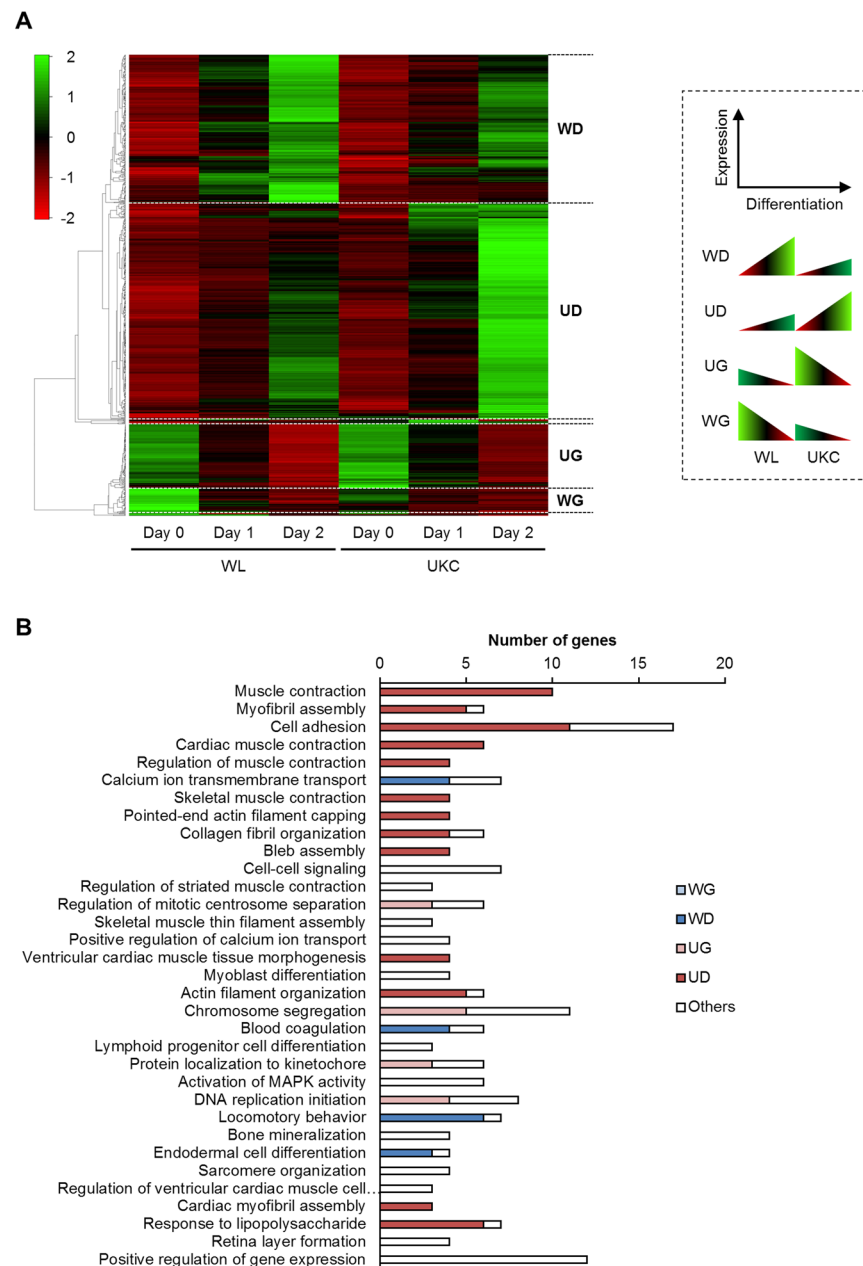 A
2
1
0
-1
-2
WD
UD
UG
WG
Day 0 Day 1 Day 2 Day 0 Day 1 Day 2
WL UKC
Expression
Differentiation
WD
UD
UG
WG
WL UKC
B
Number of genes
0 5 10 15 20
Muscle contraction
Myofibril assembly
Cell adhesion
Cardiac muscle contraction
Regulation of muscle contraction
Calcium ion transmembrane transport
Skeletal muscle contraction
Pointed-end actin filament capping
Collagen fibril organization
Bleb assembly
Cell-cell signaling
Regulation of striated muscle contraction
Regulation of mitotic centrosome separation
Skeletal muscle thin filament assembly
Positive regulation of calcium ion transport
Ventricular cardiac muscle tissue morphogenesis
Myoblast differentiation
Actin filament organization
Chromosome segregation
Blood coagulation
Lymphoid progenitor cell differentiation
Protein localization to kinetochore
Activation of MAPK activity
DNA replication initiation
Locomotory behavior
Bone mineralization
Endodermal cell differentiation
Sarcomere organization
Regulation of ventricular cardiac muscle cell…
Cardiac myofibril assembly
Response to lipopolysaccharide
Retina layer formation
Positive regulation of gene expression
WG
WD
UG
UD
Others